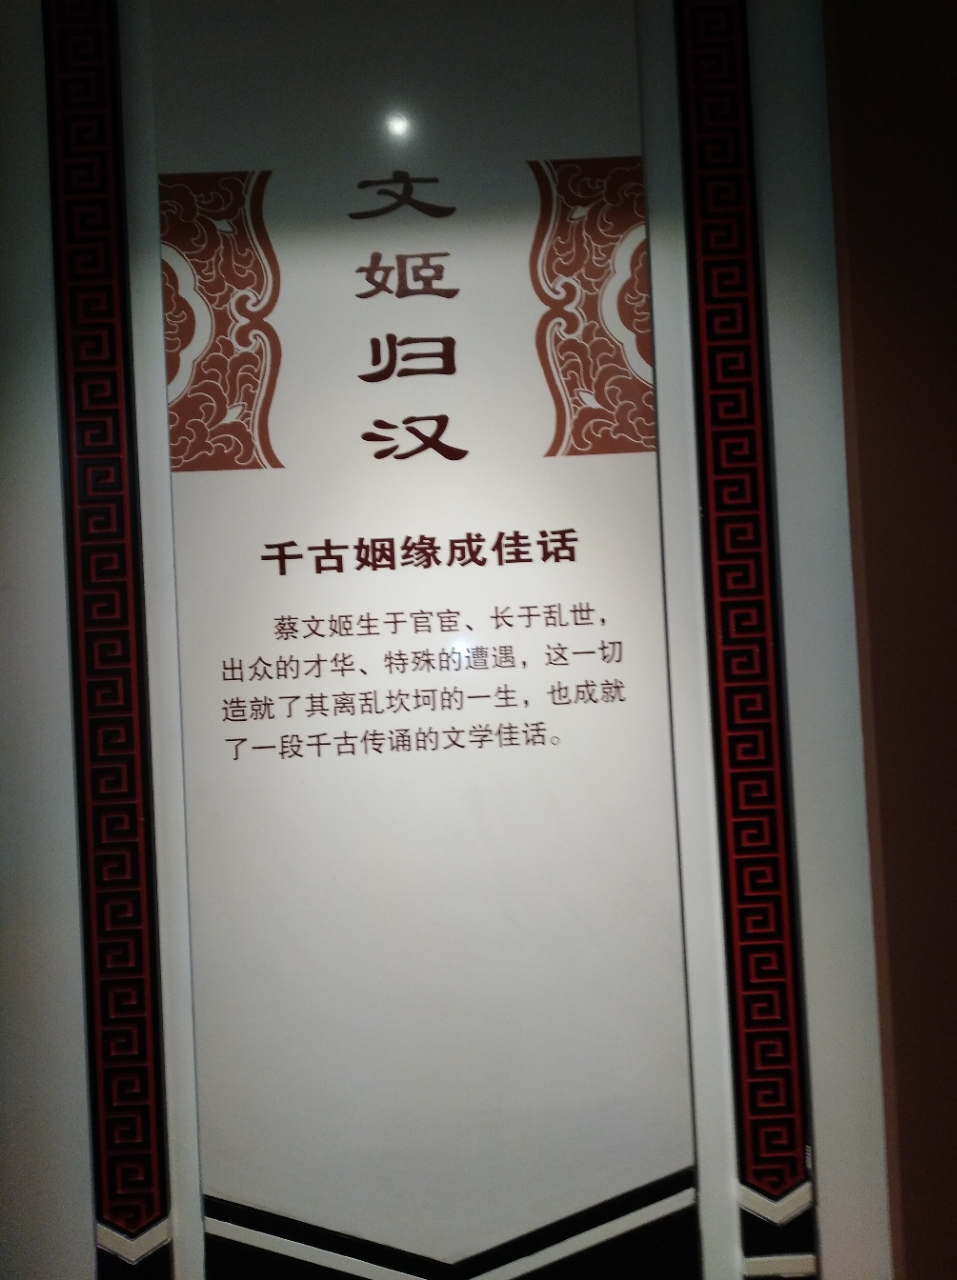 文姬归汉
千古姻缘成佳话
蔡文姬生于官宦、长于乱世，
出众的才华、特殊的遭遇，这一切
造就了其离乱坎坷的一生，也成就
了一段千古传诵的文学佳话。